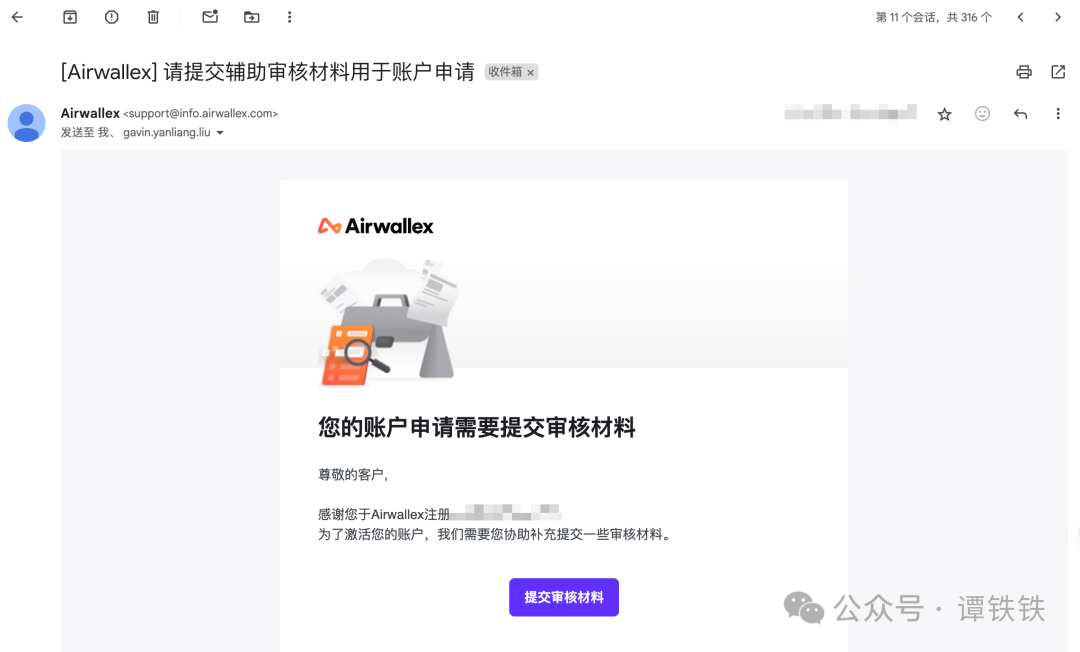 第 11 个会话，共 316 个
[Airwallex] 请提交辅助审核材料用于账户申请 收件箱 ×
Airwallex <support@info.airwallex.com>
发送至 我、 gavin.yanliang.liu
Airwallex
您的账户申请需要提交审核材料
尊敬的客户，
感谢您于Airwallex注册
为了激活您的账户，我们需要您协助补充提交一些审核材料。
提交审核材料
公众号 · 谭铁铁